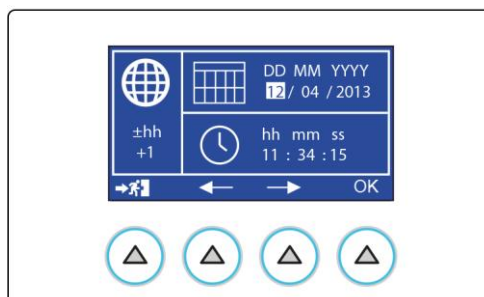 DD MM YYYY
12 / 04 / 2013
±hh
+1
hh mm ss
11 : 34 : 15
OK